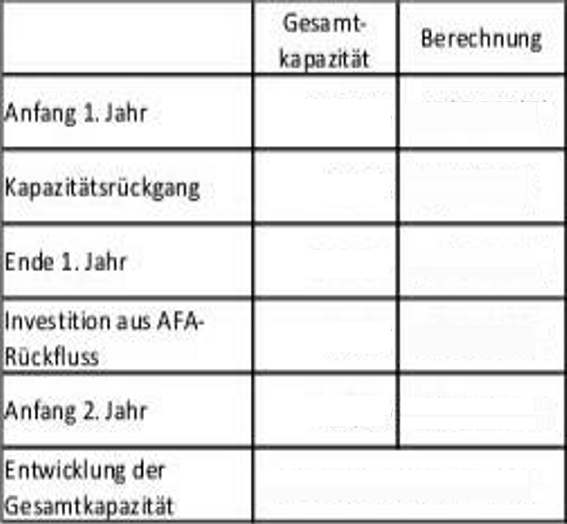 Gesamt-
kapazität
Berechnung
Anfang 1. Jahr
Kapazitätsrückgang
Ende 1. Jahr
Investition aus AFA-
Rückfluss
Anfang 2. Jahr
Entwicklung der
Gesamtkapazität